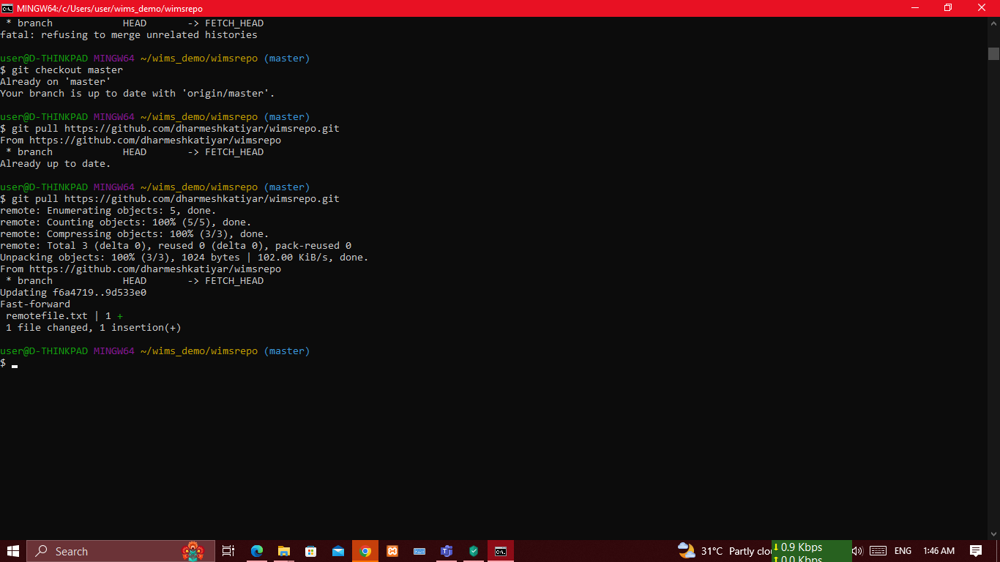 MINGW64:/c/Users/user/wims_demo/wimsrepo
 * branch            HEAD       -> FETCH_HEAD
fatal: refusing to merge unrelated histories
user@D-THINKPAD MINGW64 ~/wims_demo/wimsrepo (master)
$ git checkout master
Already on 'master'
Your branch is up to date with 'origin/master'.
user@D-THINKPAD MINGW64 ~/wims_demo/wimsrepo (master)
$ git pull https://github.com/dharmeshkatiyar/wimsrepo.git
From https://github.com/dharmeshkatiyar/wimsrepo
 * branch            HEAD       -> FETCH_HEAD
Already up to date.
user@D-THINKPAD MINGW64 ~/wims_demo/wimsrepo (master)
$ git pull https://github.com/dharmeshkatiyar/wimsrepo.git
remote: Enumerating objects: 5, done.
remote: Counting objects: 100% (5/5), done.
remote: Compressing objects: 100% (3/3), done.
remote: Total 3 (delta 0), reused 0 (delta 0), pack-reused 0
Unpacking objects: 100% (3/3), 1024 bytes | 102.00 KiB/s, done.
From https://github.com/dharmeshkatiyar/wimsrepo
 * branch            HEAD       -> FETCH_HEAD
Updating f6a4719..9d533e0
Fast-forward
 remotefile.txt | 1 +
 1 file changed, 1 insertion(+)
user@D-THINKPAD MINGW64 ~/wims_demo/wimsrepo (master)
$
Search 31°C Partly clo 0.9 Kbps ENG 1:46 AM
0.0 Kbps